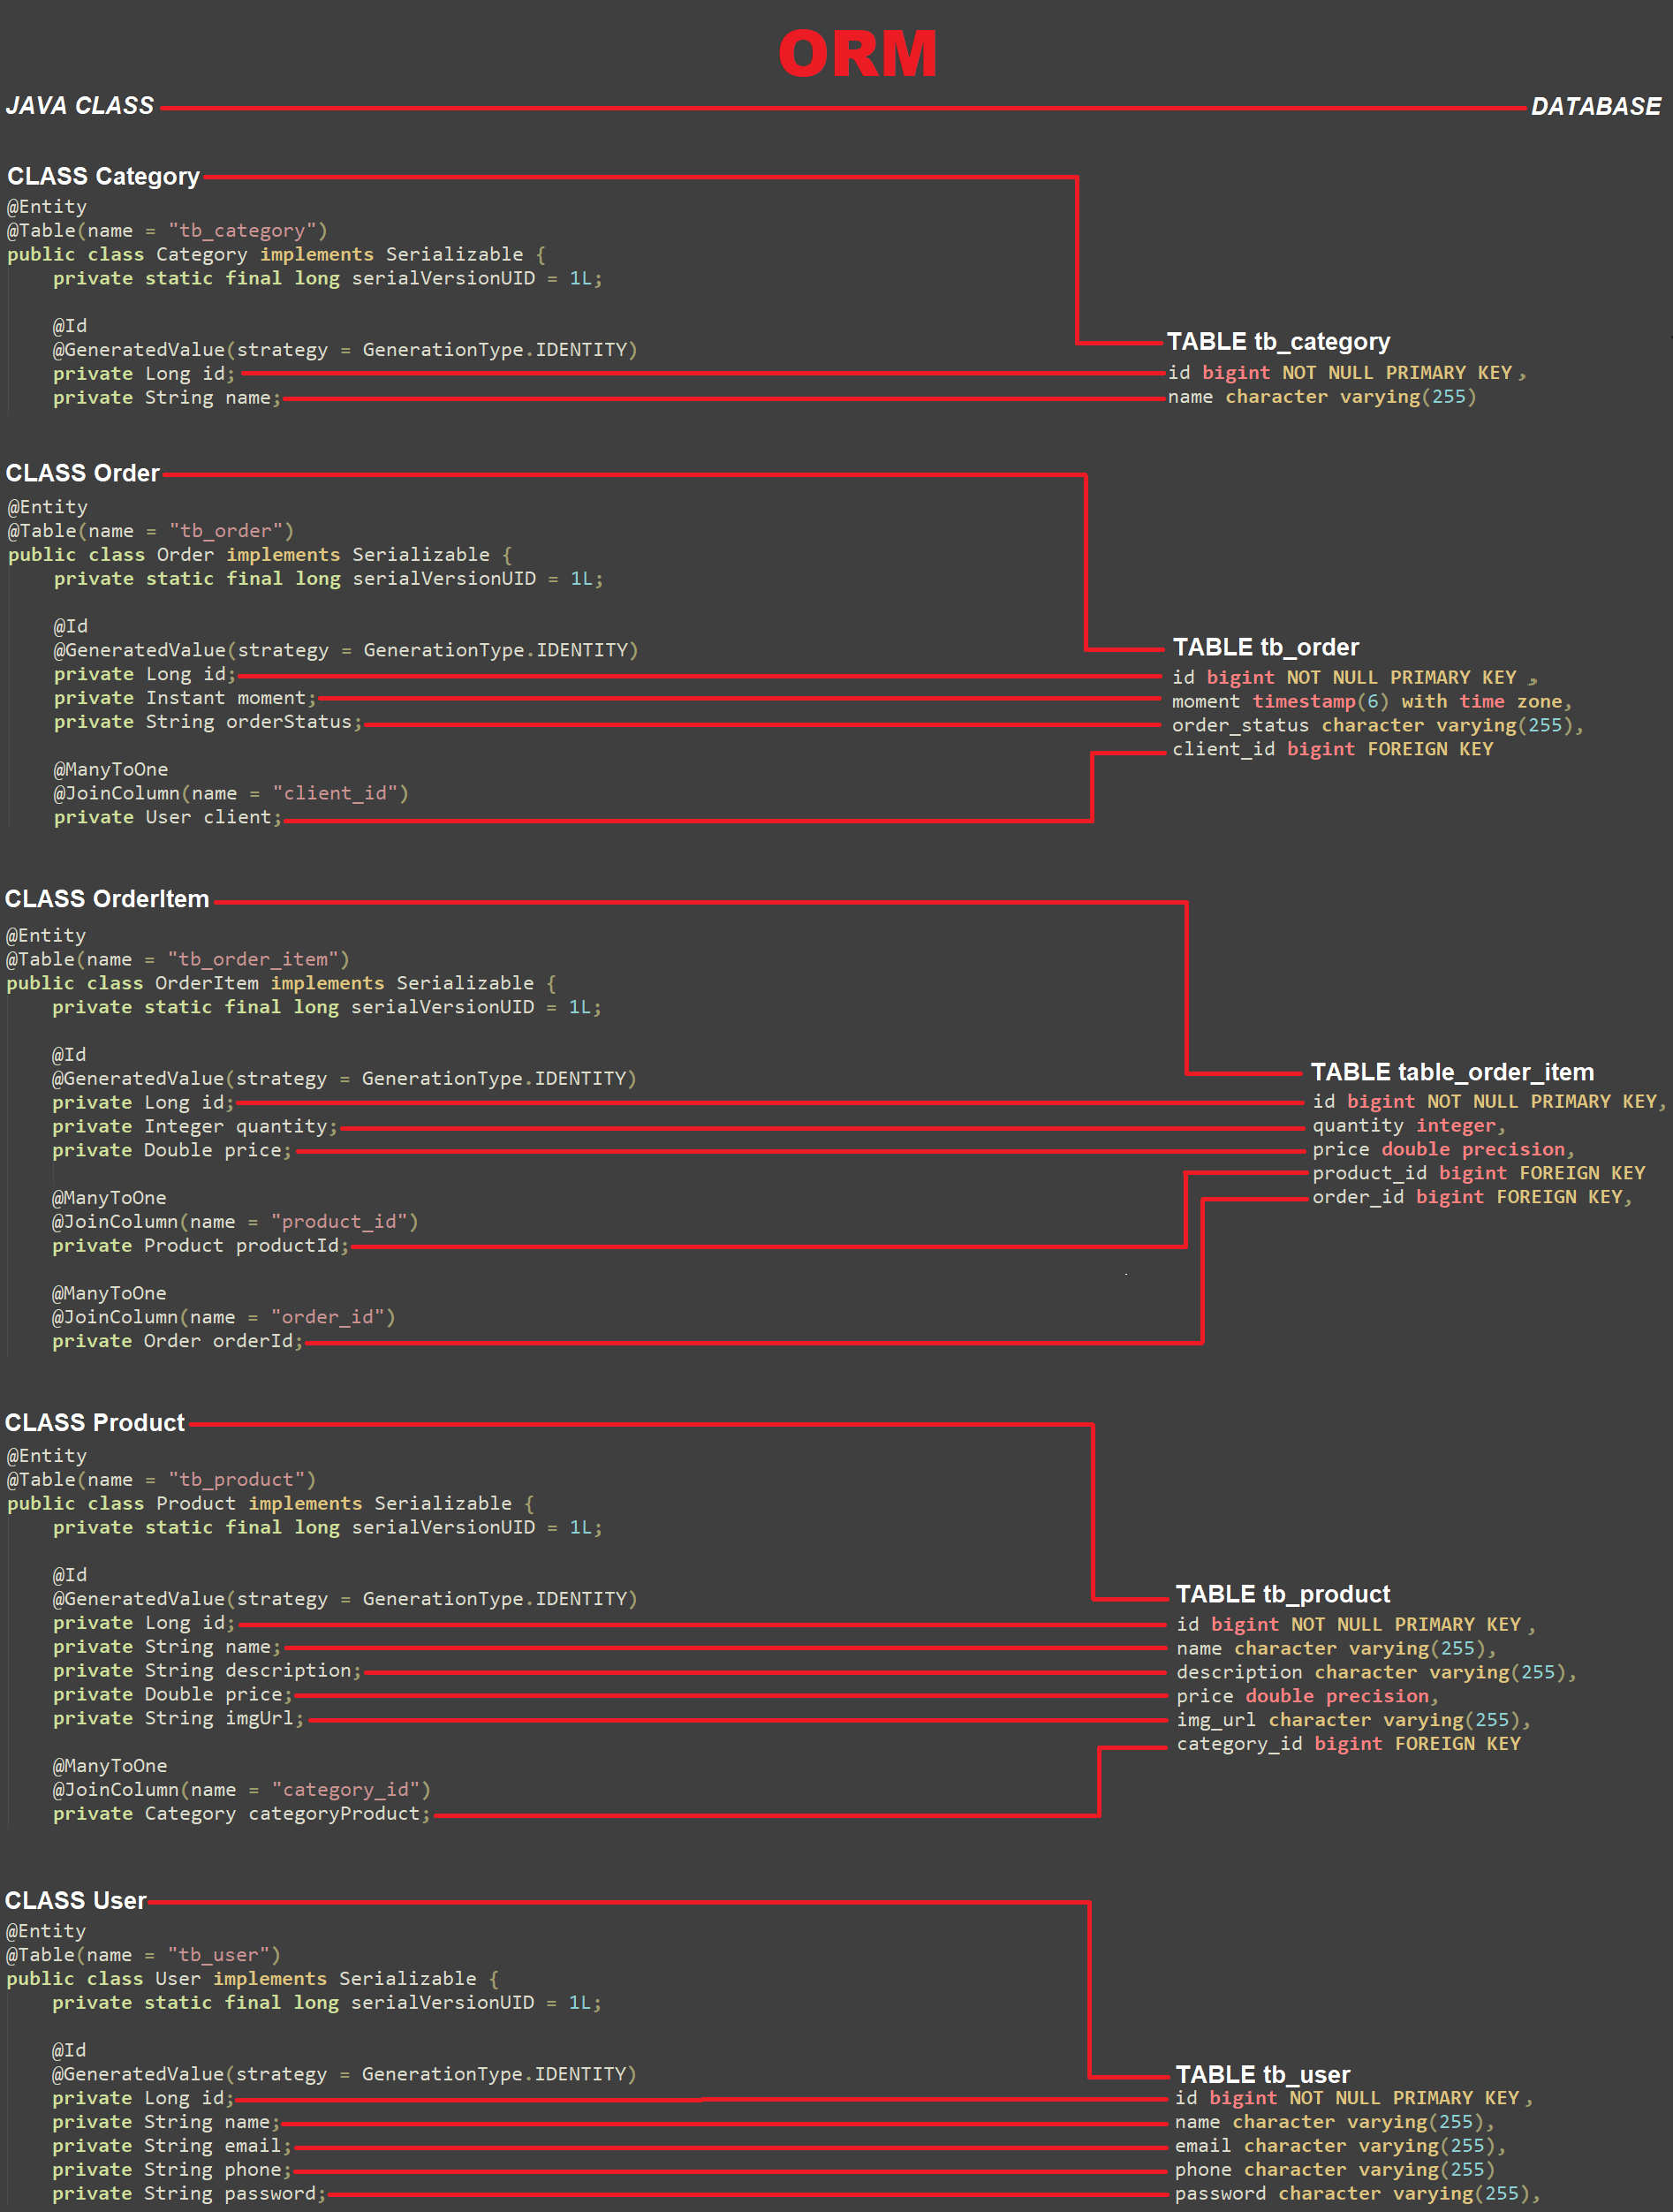 ORM
JAVA CLASS DATABASE
CLASS Category
@Entity
@Table(name = "tb_category")
public class Category implements Serializable {
private static final long serialVersionUID = 1L;
@Id
@GeneratedValue(strategy = GenerationType.IDENTITY)
private Long id;
private String name;
TABLE tb_category
id bigint NOT NULL PRIMARY KEY,
name character varying(255)
CLASS Order
@Entity
@Table(name = "tb_order")
public class Order implements Serializable {
private static final long serialVersionUID = 1L;
@Id
@GeneratedValue(strategy = GenerationType.IDENTITY)
private Long id;
private Instant moment;
private String orderStatus;
@ManyToOne
@JoinColumn(name = "client_id")
private User client;
TABLE tb_order
id bigint NOT NULL PRIMARY KEY ,
moment timestamp(6) with time zone,
order_status character varying(255),
client_id bigint FOREIGN KEY
CLASS OrderItem
@Entity
@Table(name = "tb_order_item")
public class OrderItem implements Serializable {
private static final long serialVersionUID = 1L;
@Id
@GeneratedValue(strategy = GenerationType.IDENTITY)
private Long id;
private Integer quantity;
private Double price;
@ManyToOne
@JoinColumn(name = "product_id")
private Product productId;
@ManyToOne
@JoinColumn(name = "order_id")
private Order orderId;
TABLE table_order_item
id bigint NOT NULL PRIMARY KEY,
quantity integer,
price double precision,
product_id bigint FOREIGN KEY
order_id bigint FOREIGN KEY,
CLASS Product
@Entity
@Table(name = "tb_product")
public class Product implements Serializable {
private static final long serialVersionUID = 1L;
@Id
@GeneratedValue(strategy = GenerationType.IDENTITY)
private Long id;
private String name;
private String description;
private Double price;
private String imgUrl;
@ManyToOne
@JoinColumn(name = "category_id")
private Category categoryProduct;
TABLE tb_product
id bigint NOT NULL PRIMARY KEY,
name character varying(255),
description character varying(255),
price double precision,
img_url character varying(255),
category_id bigint FOREIGN KEY
CLASS User
@Entity
@Table(name = "tb_user")
public class User implements Serializable {
private static final long serialVersionUID = 1L;
@Id
@GeneratedValue(strategy = GenerationType.IDENTITY)
private Long id;
private String name;
private String email;
private String phone;
private String password;
TABLE tb_user
id bigint NOT NULL PRIMARY KEY,
name character varying(255),
email character varying(255),
phone character varying(255)
password character varying(255),